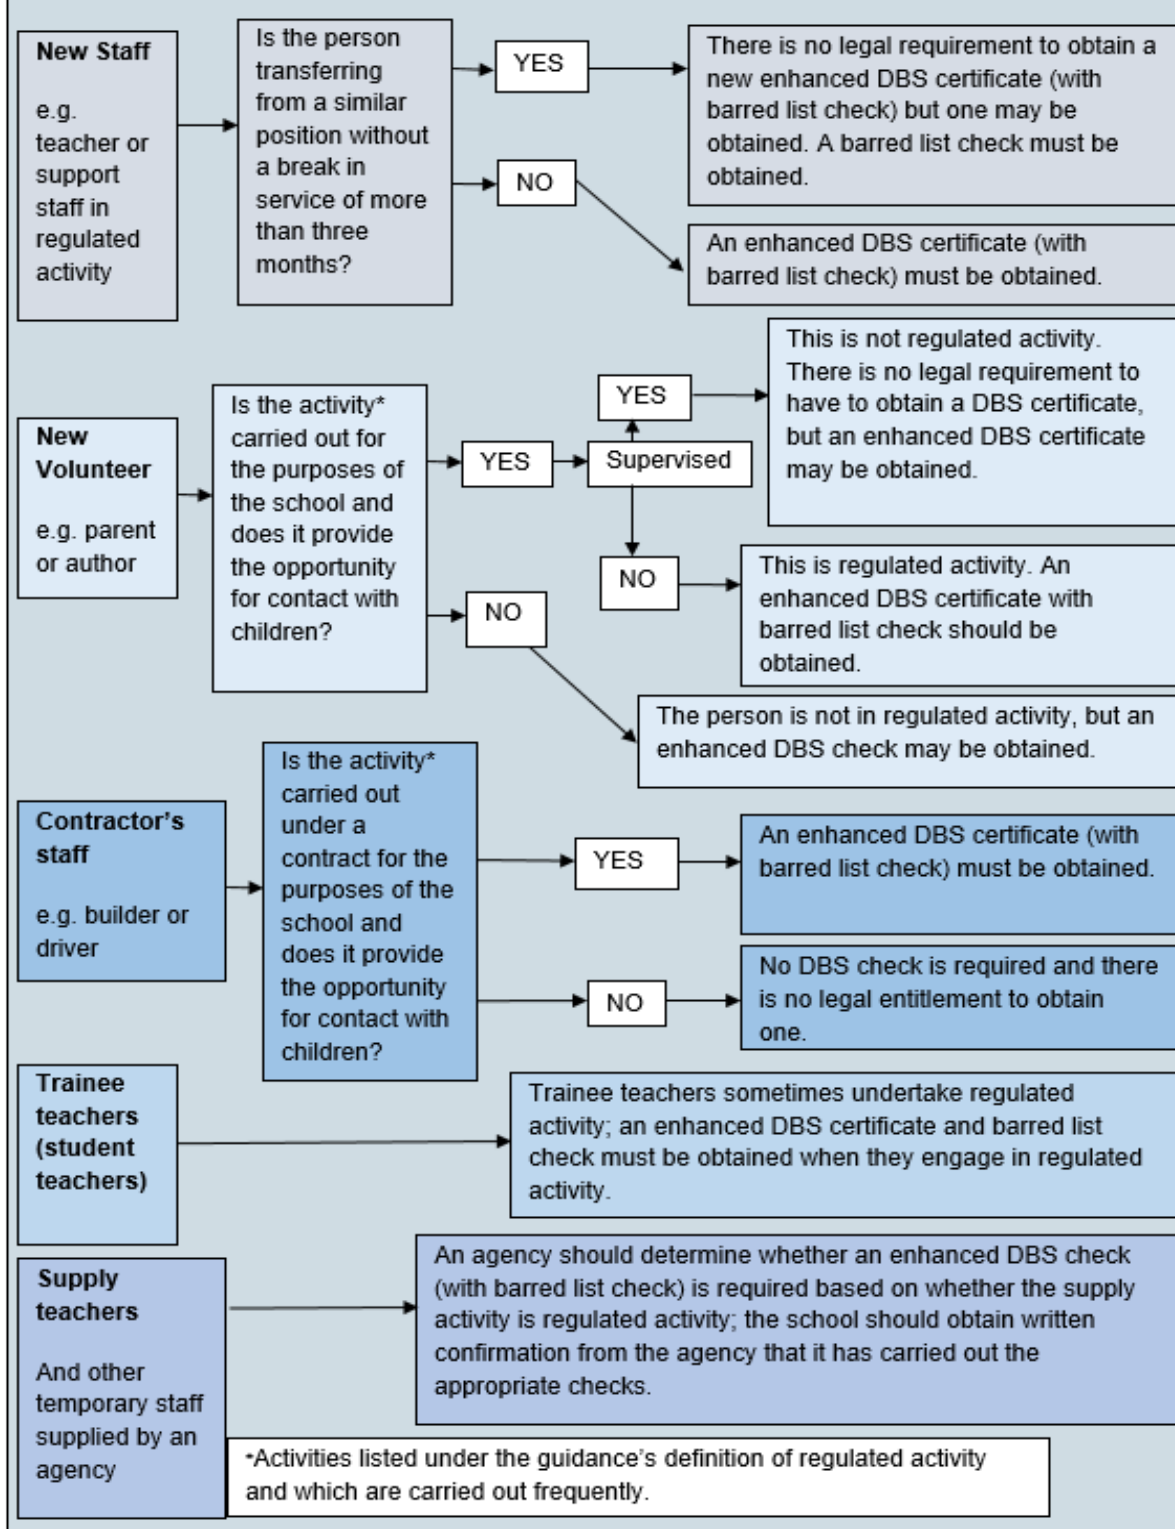 New Staff
e.g.
teacher or
support
staff in
regulated
activity
Is the person
transferring
from a similar
position without
a break in
service of more
than three
months?
YES
There is no legal requirement to obtain a
new enhanced DBS certificate (with
barred list check) but one may be
obtained. A barred list check must be
obtained.
NO
An enhanced DBS certificate (with
barred list check) must be obtained.
New
Volunteer
e.g. parent
or author
Is the activity*
carried out for
the purposes of
the school and
does it provide
the opportunity
for contact with
children?
YES
Supervised
YES
This is not regulated activity.
There is no legal requirement to
have to obtain a DBS certificate,
but an enhanced DBS certificate
may be obtained.
NO
This is regulated activity. An
enhanced DBS certificate with
barred list check should be
obtained.
NO
The person is not in regulated activity, but an
enhanced DBS check may be obtained.
Contractor's
staff
e.g. builder or
driver
Is the activity*
carried out
under a
contract for the
purposes of the
school and
does it provide
the opportunity
for contact with
children?
YES
An enhanced DBS certificate (with
barred list check) must be obtained.
NO
No DBS check is required and there
is no legal entitlement to obtain
one.
Trainee
teachers
(student
teachers)
Trainee teachers sometimes undertake regulated
activity; an enhanced DBS certificate and barred list
check must be obtained when they engage in regulated
activity.
Supply
teachers
And other
temporary staff
supplied by an
agency
An agency should determine whether an enhanced DBS check
(with barred list check) is required based on whether the supply
activity is regulated activity; the school should obtain written
confirmation from the agency that it has carried out the
appropriate checks.
*Activities listed under the guidance's definition of regulated activity
and which are carried out frequently.